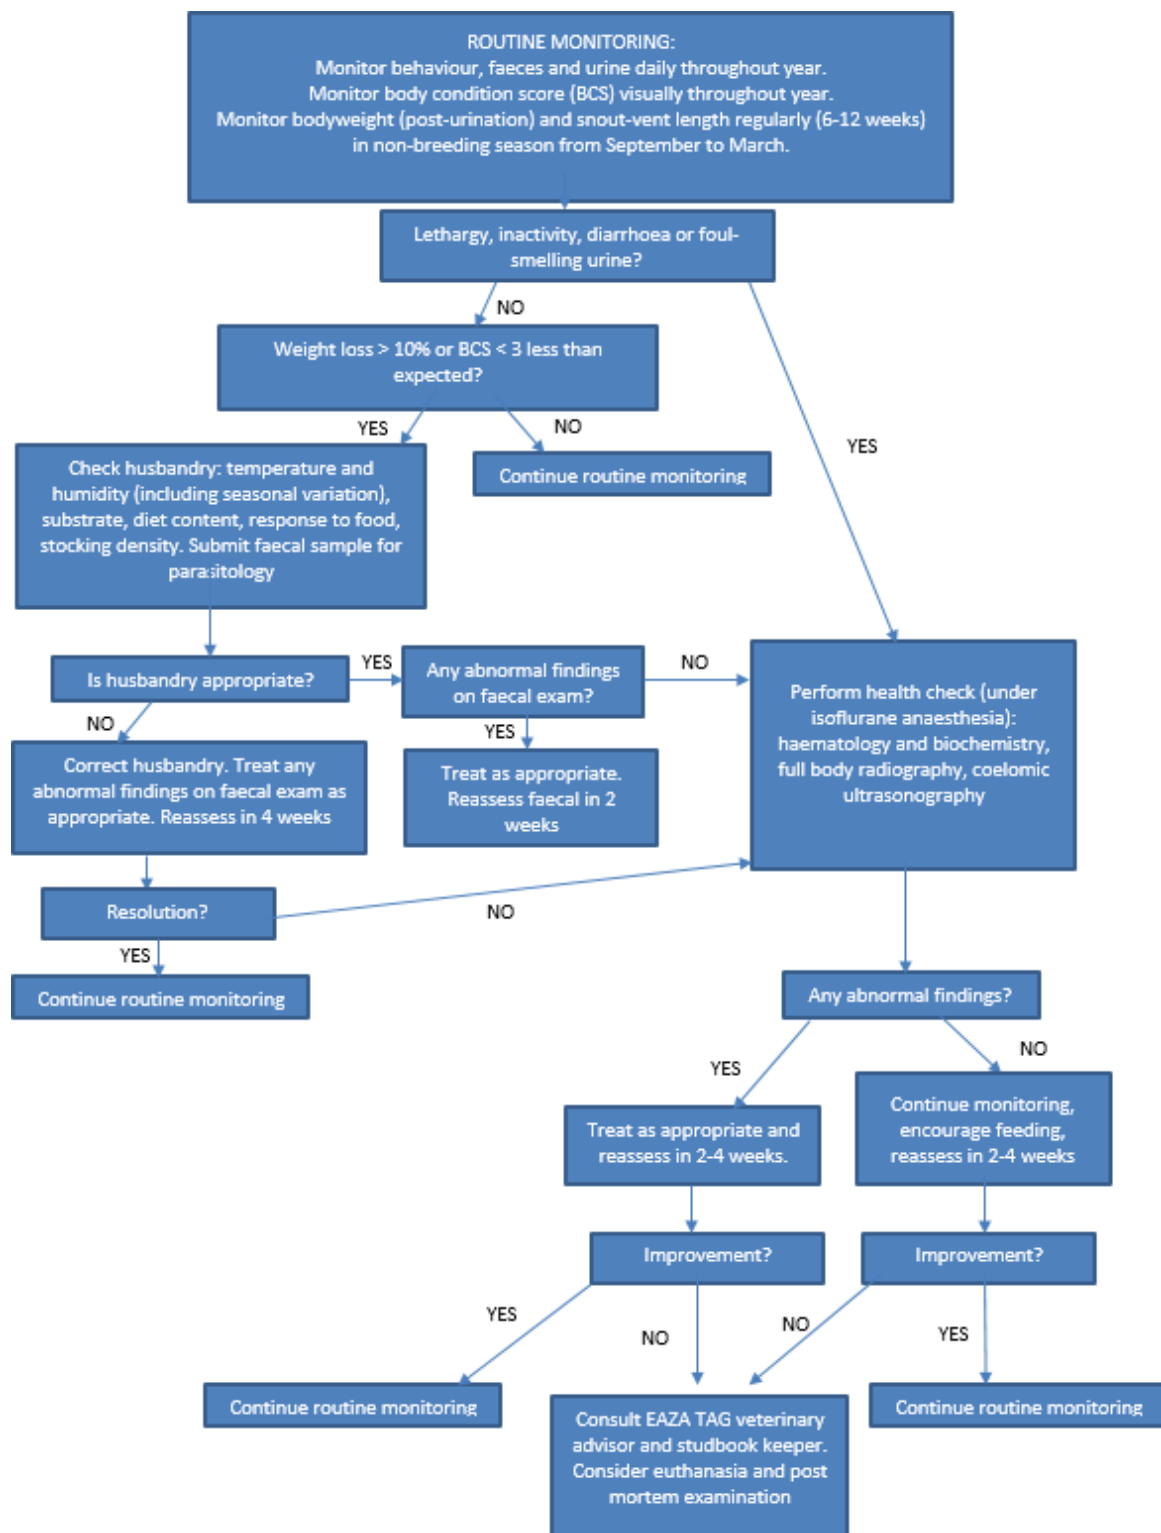 ROUTINE MONITORING:
Monitor behaviour, faeces and urine daily throughout year.
Monitor body condition score (BCS) visually throughout year.
Monitor bodyweight (post-urination) and snout-vent length regularly (6-12 weeks)
in non-breeding season from September to March.
Lethargy, inactivity, diarrhoea or foul-
smelling urine?
NO
Weight loss > 10% or BCS < 3 less than
expected?
YES
NO
YES
Check husbandry: temperature and
humidity (including seasonal variation),
substrate, diet content, response to food,
stocking density. Submit faecal sample for
parasitology
Continue routine monitoring
Is husbandry appropriate?
YES
Any abnormal findings
on faecal exam?
NO
Perform health check (under
isoflurane anaesthesia):
haematology and biochemistry,
full body radiography, coelomic
ultrasonography
NO
YES
Correct husbandry. Treat any
abnormal findings on faecal exam as
appropriate. Reassess in 4 weeks
Treat as appropriate.
Reassess faecal in 2
weeks
Resolution?
NO
YES
Continue routine monitoring
Any abnormal findings?
YES
NO
Treat as appropriate and
reassess in 2-4 weeks.
Continue monitoring,
encourage feeding,
reassess in 2-4 weeks
Improvement?
Improvement?
YES
NO
NO
YES
Continue routine monitoring
Consult EAZA TAG veterinary
advisor and studbook keeper.
Consider euthanasia and post
mortem examination
Continue routine monitoring